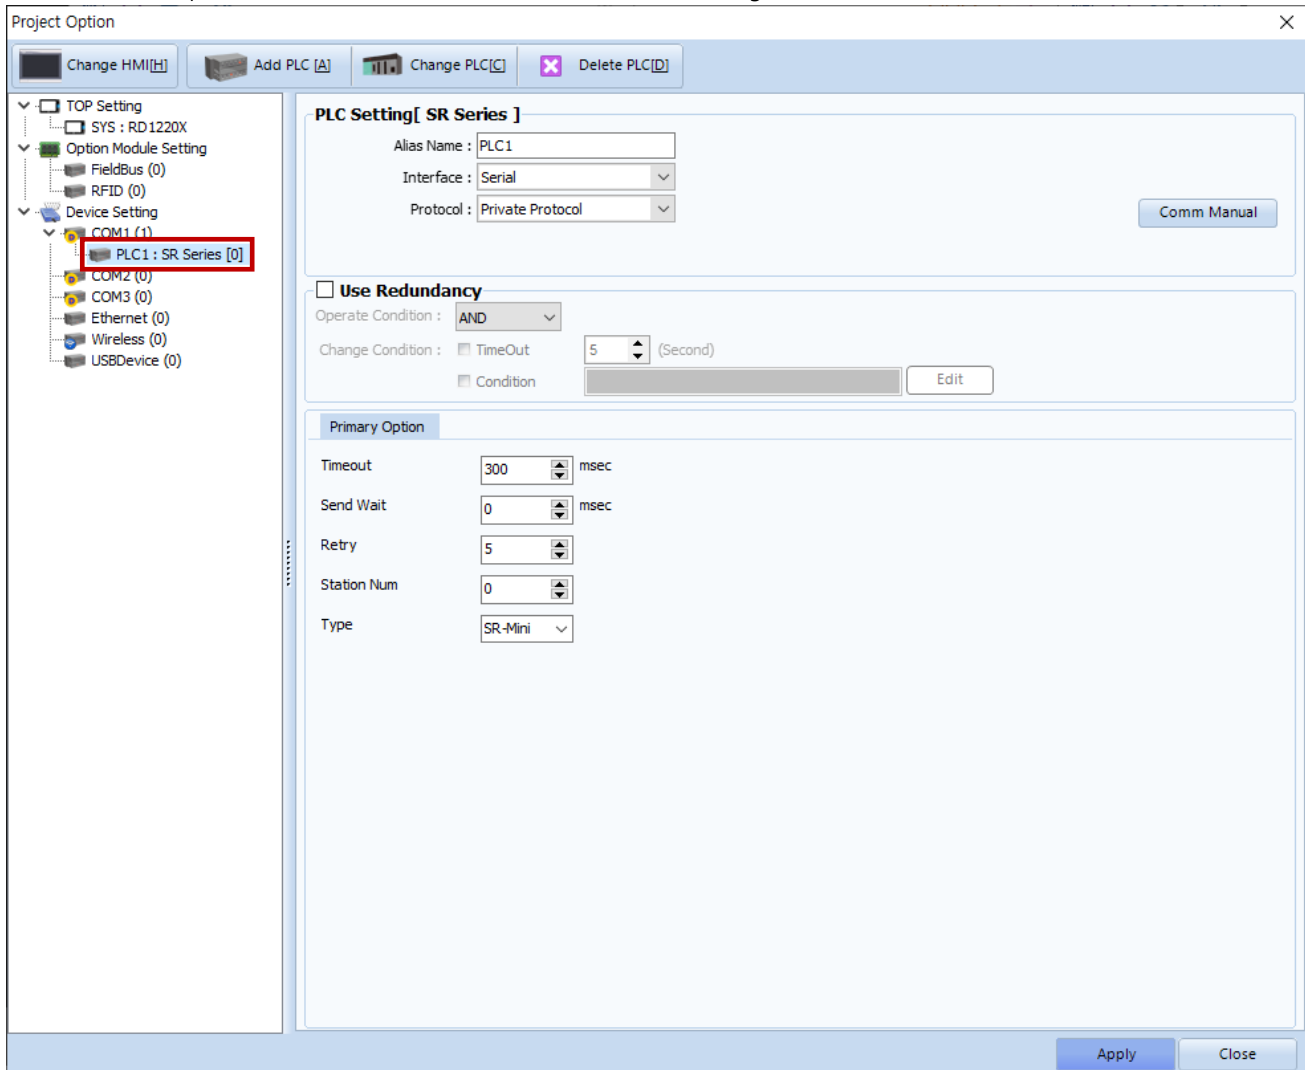 Project Option
Change HMI[H] Add PLC [A] Change PLC[C] Delete PLC[D]
TOP Setting
SYS : RD1220X
Option Module Setting
FieldBus (0)
RFID (0)
Device Setting
COM1 (1)
PLC1 : SR Series [0]
COM2 (0)
COM3 (0)
Ethernet (0)
Wireless (0)
USBDevice (0)
PLC Setting[ SR Series ]
Alias Name : PLC1
Interface : Serial
Protocol : Private Protocol
Comm Manual
Use Redundancy
Operate Condition : AND
Change Condition : TimeOut 5 (Second)
Condition Edit
Primary Option
Timeout 300 msec
Send Wait 0 msec
Retry 5
Station Num 0
Type SR-Mini
Apply Close